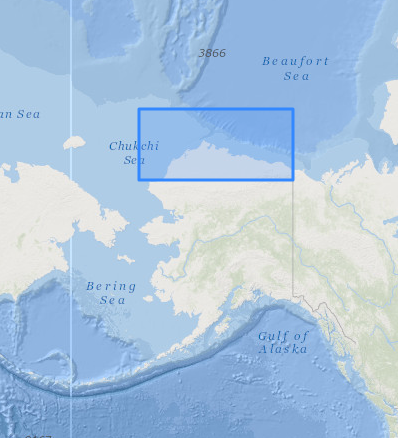 3866
Beaufort
Sea
an Sea
Chukchi
Sea
Bering
Sea
Gulf of
Alaska